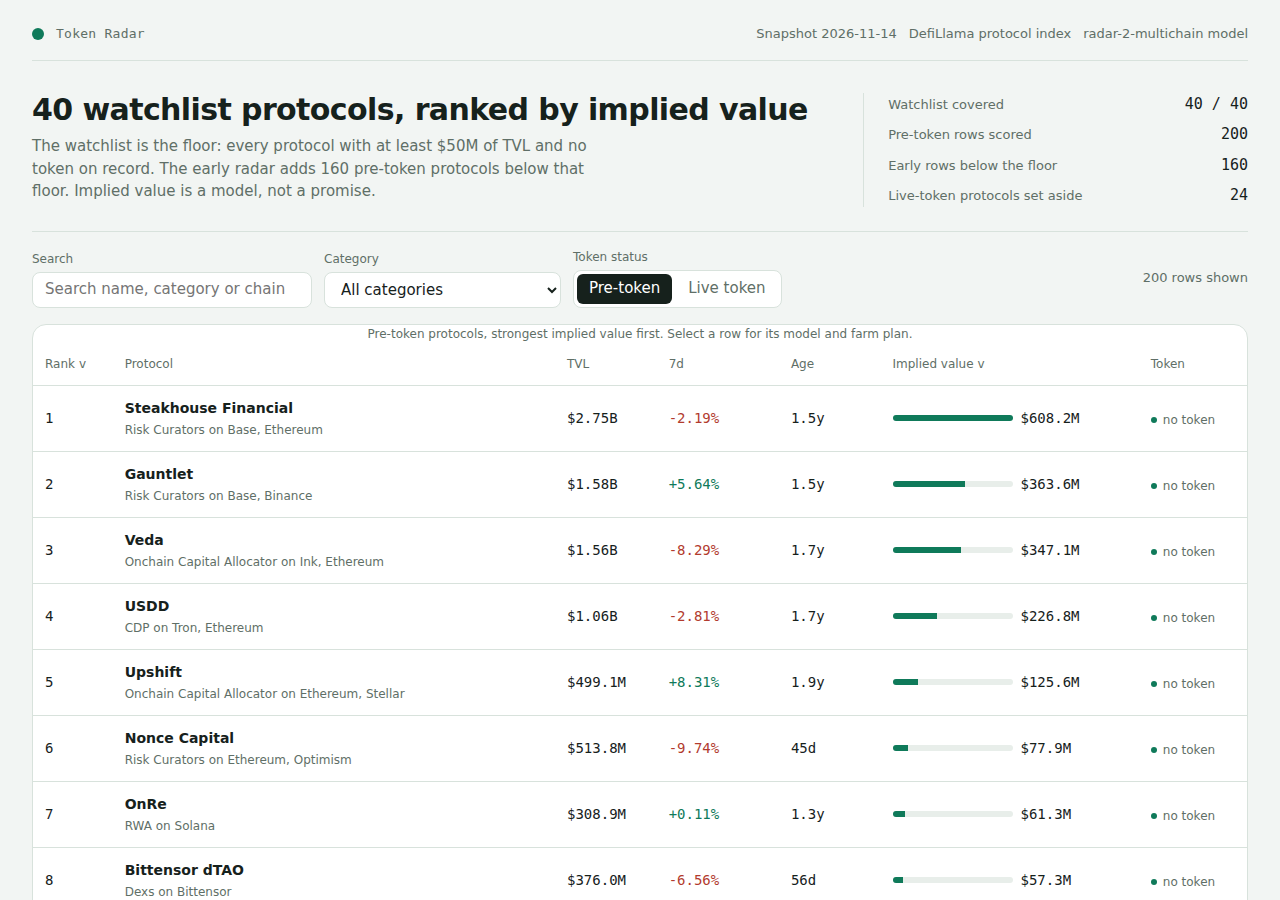 Token Radar
Snapshot 2026-11-14 DefiLlama protocol index radar-2-multichain model
40 watchlist protocols, ranked by implied value
The watchlist is the floor: every protocol with at least $50M of TVL and no
token on record. The early radar adds 160 pre-token protocols below that
floor. Implied value is a model, not a promise.
Watchlist covered 40 / 40
Pre-token rows scored 200
Early rows below the floor 160
Live-token protocols set aside 24
Search
Category
Token status
Search name, category or chain
All categories
Pre-token Live token
200 rows shown
Pre-token protocols, strongest implied value first. Select a row for its model and farm plan.
Rank v Protocol TVL 7d Age Implied value v Token
1 Steakhouse Financial $2.75B -2.19% 1.5y $608.2M no token
Risk Curators on Base, Ethereum
2 Gauntlet $1.58B +5.64% 1.5y $363.6M no token
Risk Curators on Base, Binance
3 Veda $1.56B -8.29% 1.7y $347.1M no token
Onchain Capital Allocator on Ink, Ethereum
4 USDD $1.06B -2.81% 1.7y $226.8M no token
CDP on Tron, Ethereum
5 Upshift $499.1M +8.31% 1.9y $125.6M no token
Onchain Capital Allocator on Ethereum, Stellar
6 Nonce Capital $513.8M -9.74% 45d $77.9M no token
Risk Curators on Ethereum, Optimism
7 OnRe $308.9M +0.11% 1.3y $61.3M no token
RWA on Solana
8 Bittensor dTAO $376.0M -6.56% 56d $57.3M no token
Dexs on Bittensor